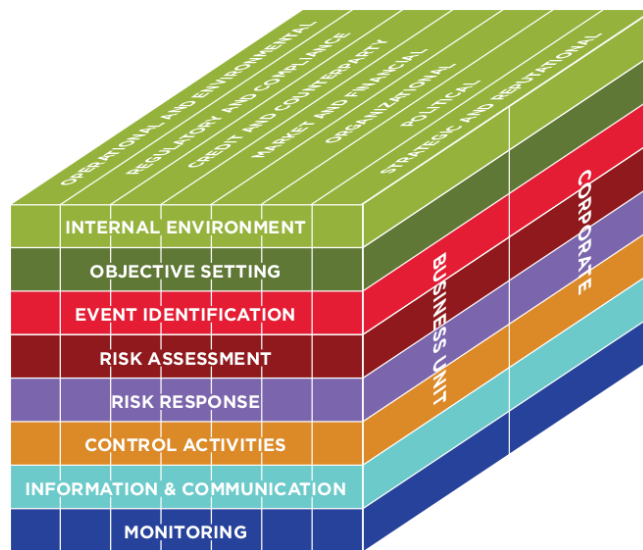 OPERATIONAL AND ENVIRONMENTAL
REGULATORY AND COMPLIANCE
CREDIT AND COUNTERPARTY
MARKET AND FINANCIAL
ORGANIZATIONAL
POLITICAL
STRATEGIC AND REPUTATIONAL
INTERNAL ENVIRONMENT
OBJECTIVE SETTING
EVENT IDENTIFICATION
RISK ASSESSMENT
RISK RESPONSE
CONTROL ACTIVITIES
INFORMATION & COMMUNICATION
MONITORING
BUSINESS UNIT
CORPORATE